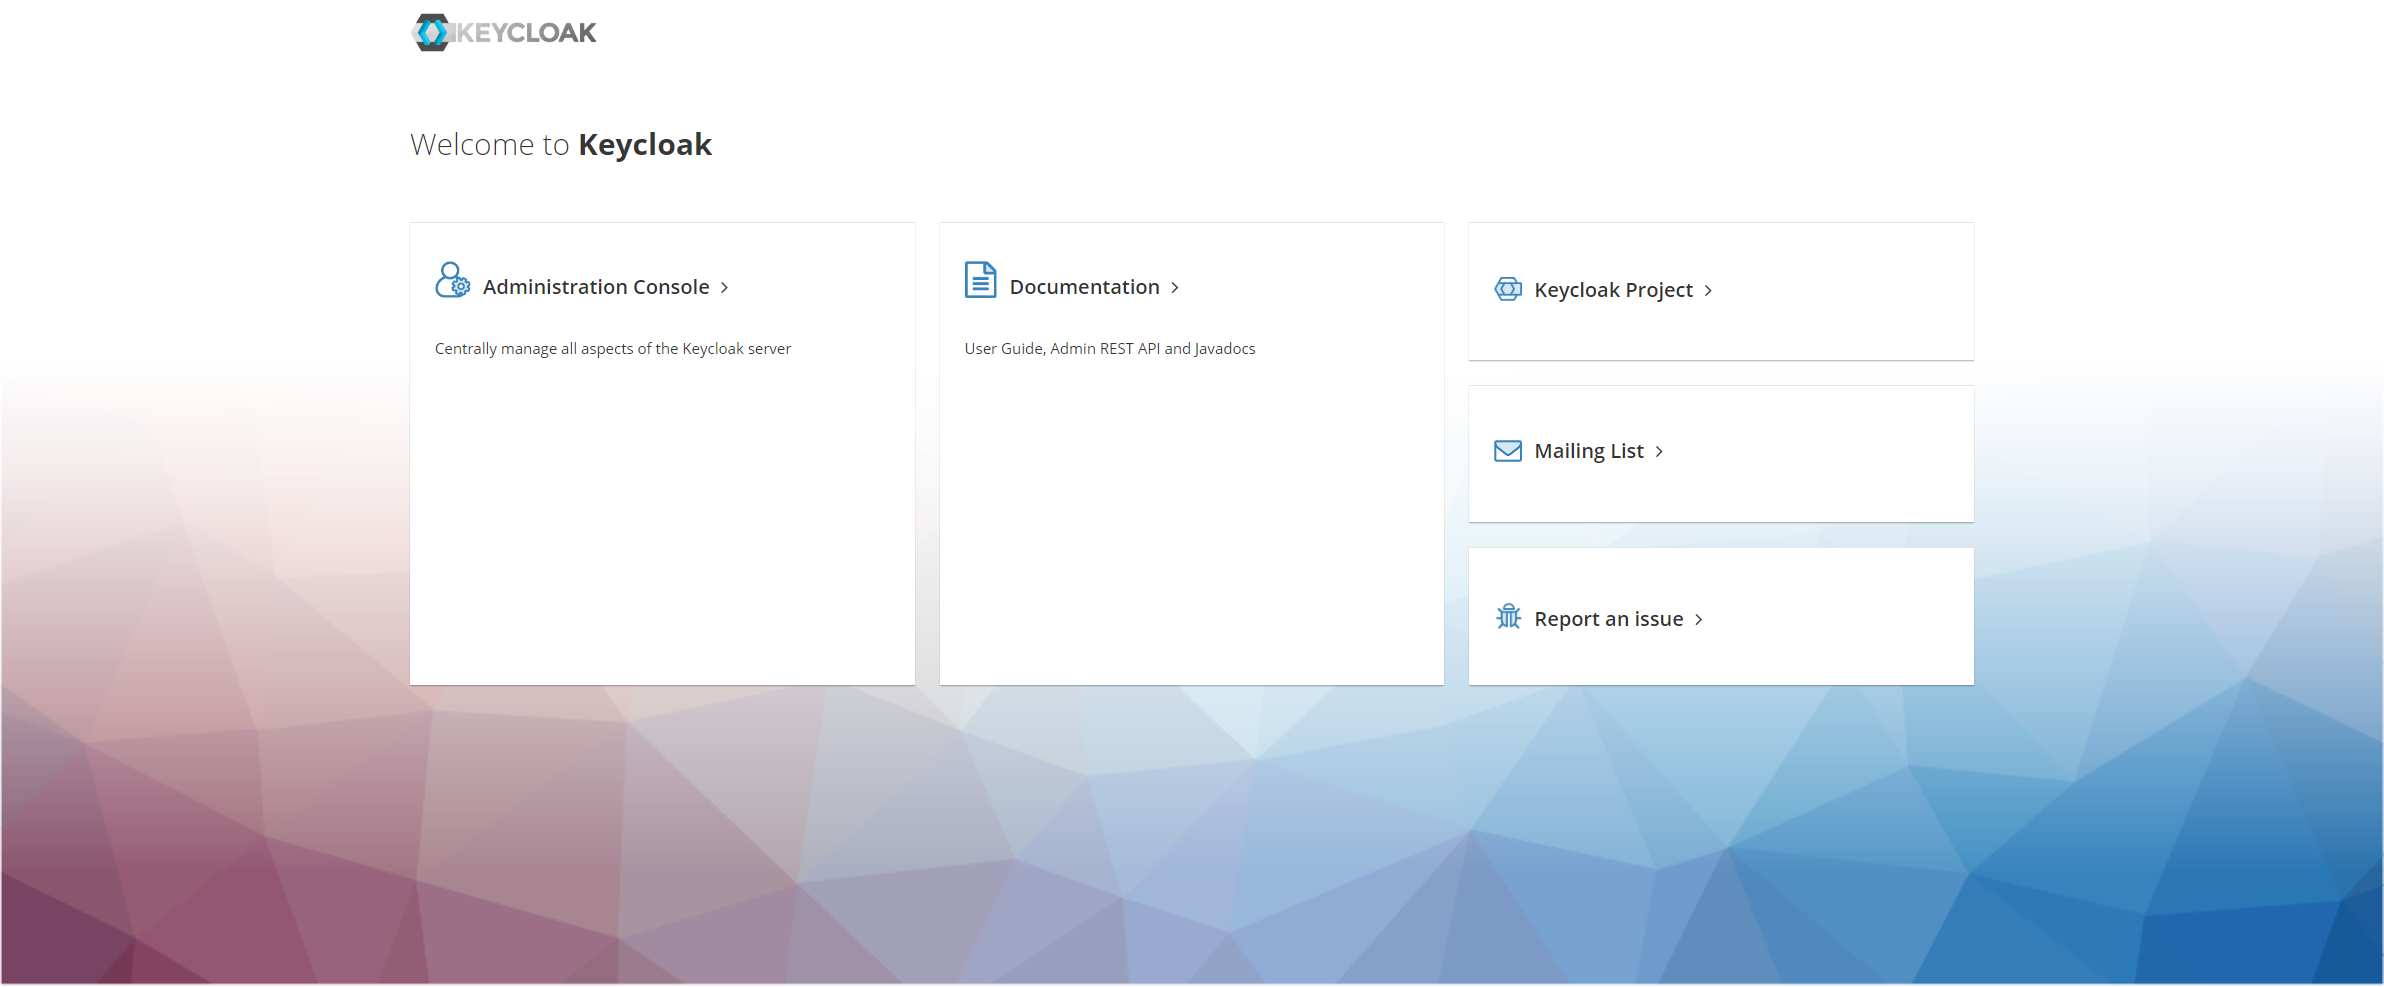 KEYCLOAK
Welcome to Keycloak
Administration Console
Centrally manage all aspects of the Keycloak server
Documentation
User Guide, Admin REST API and Javadocs
Keycloak Project
Mailing List
Report an issue